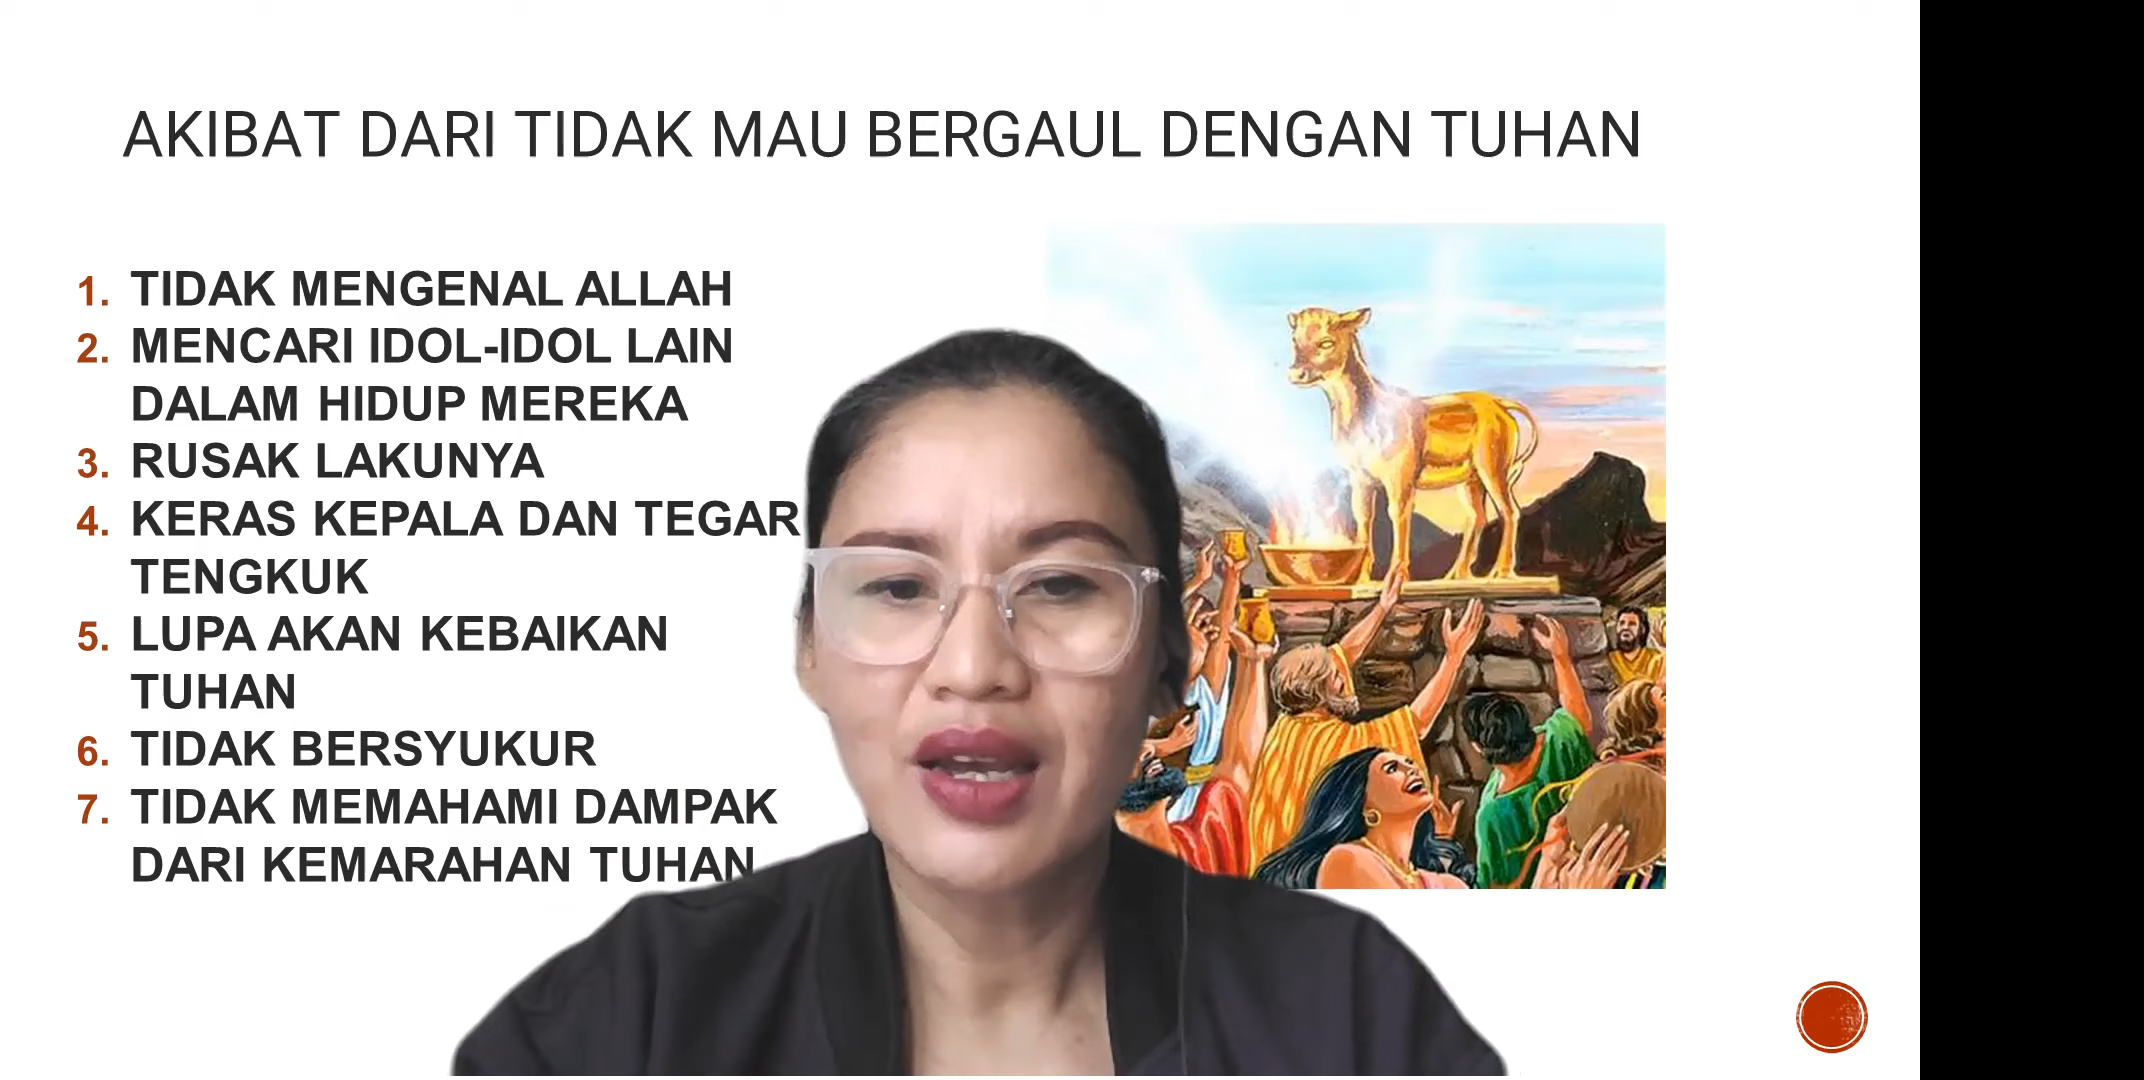 AKIBAT DARI TIDAK MAU BERGAUL DENGAN TUHAN
1. TIDAK MENGENAL ALLAH
2. MENCARI IDOL-IDOL LAIN
DALAM HIDUP MEREKA
3. RUSAK LAKUNYA
4. KERAS KEPALA DAN TEGAR
TENGKUK
5. LUPA AKAN KEBAIKAN
TUHAN
6. TIDAK BERSYUKUR
7. TIDAK MEMAHAMI DAMPAK
DARI KEMARAHAN TUHAN